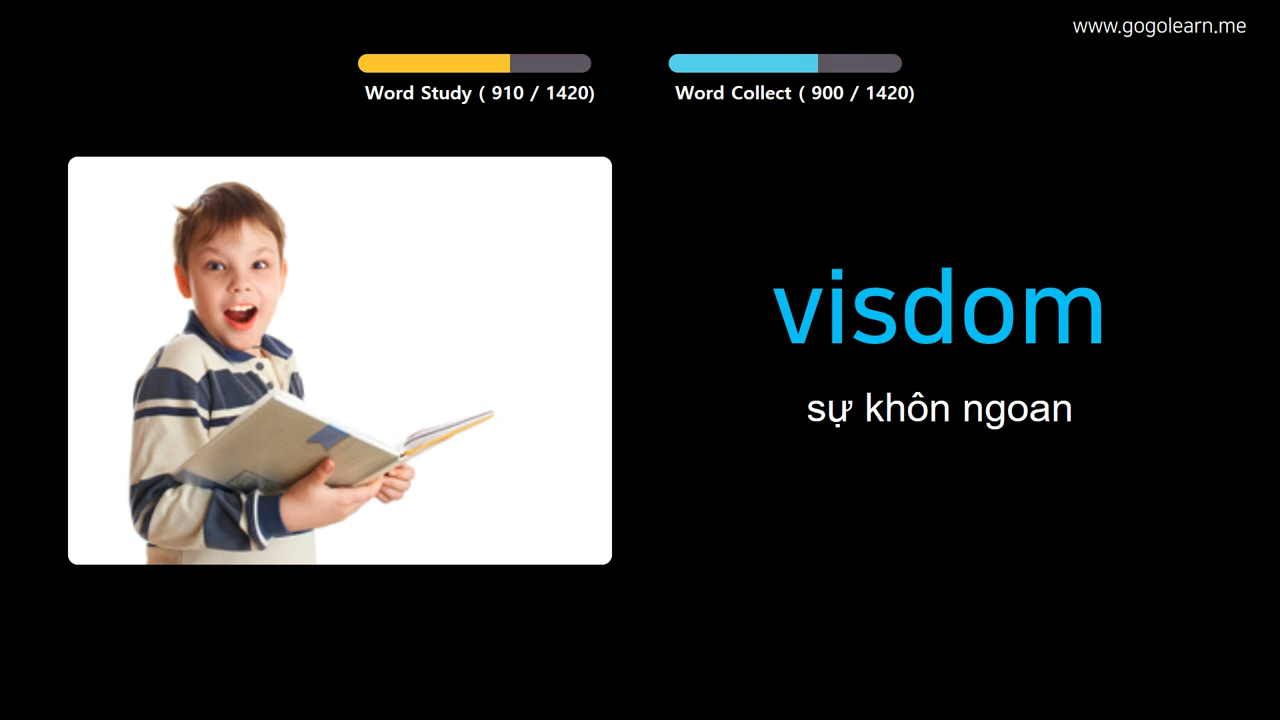 www.gogolearn.me
Word Study ( 910 / 1420)
Word Collect ( 900 / 1420)
visdom
sự khôn ngoan